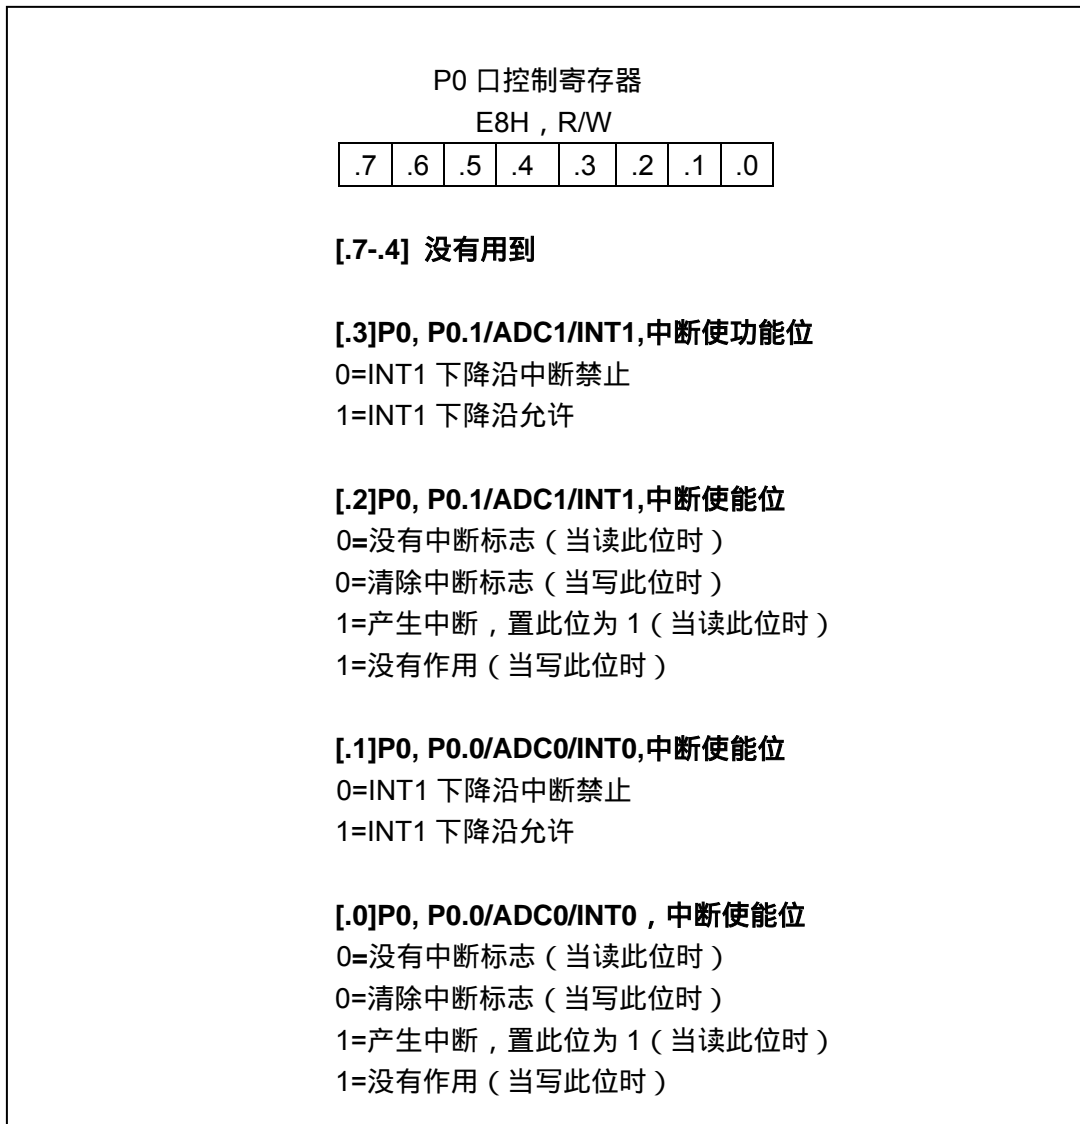 P0 口控制寄存器
E8H，R/W
.7 .6 .5 .4 .3 .2 .1 .0
[.7-.4] 没有用到
[.3]P0, P0.1/ADC1/INT1,中断使功能位
0=INT1 下降沿中断禁止
1=INT1 下降沿允许
[.2]P0, P0.1/ADC1/INT1,中断使能位
0=没有中断标志（当读此位时）
0=清除中断标志（当写此位时）
1=产生中断，置此位为 1（当读此位时）
1=没有作用（当写此位时）
[.1]P0, P0.0/ADC0/INT0,中断使能位
0=INT1 下降沿中断禁止
1=INT1 下降沿允许
[.0]P0, P0.0/ADC0/INT0，中断使能位
0=没有中断标志（当读此位时）
0=清除中断标志（当写此位时）
1=产生中断，置此位为 1（当读此位时）
1=没有作用（当写此位时）